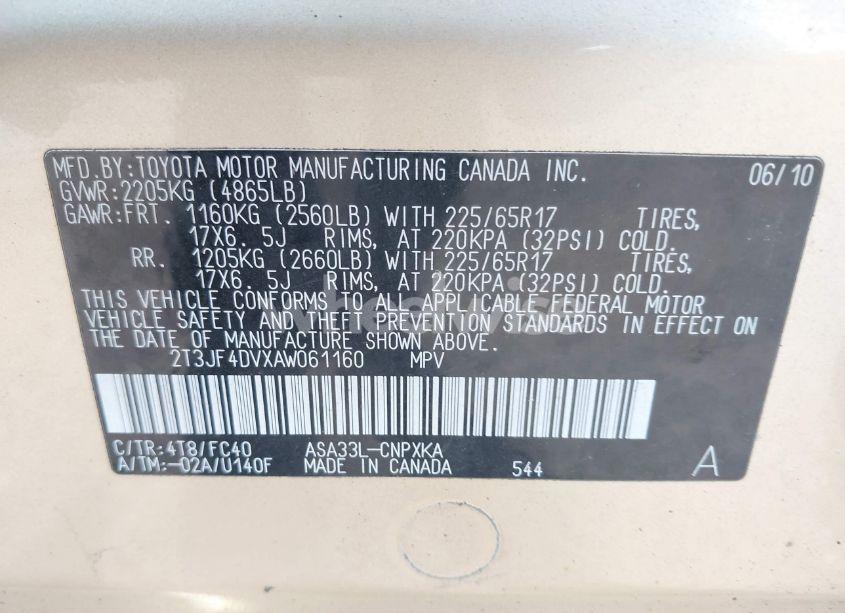 MFD.BY:TOYOTA MOTOR MANUFACTURING CANADA INC. 06/10
GVWR:2205KG (4865LB)
GAWR:FRT. 1160KG (2560LB) WITH 225/65R17 TIRES,
17X6. 5J RIMS, AT 220KPA (32PSI) COLD.
RR. 1205KG (2660LB) WITH 225/65R17 TIRES,
17X6. 5J RIMS, AT 220KPA (32PSI) COLD.
THIS VEHICLE CONFORMS TO ALL APPLICABLE FEDERAL MOTOR
VEHICLE SAFETY AND THEFT PREVENTION STANDARDS IN EFFECT ON
THE DATE OF MANUFACTURE SHOWN ABOVE.
2T3JF4DVXAW061160 MPV
C/TR:4T8/FC40 ASA33L-CNPXKA
A/TM:-02A/U140F MADE IN CANADA 544 A